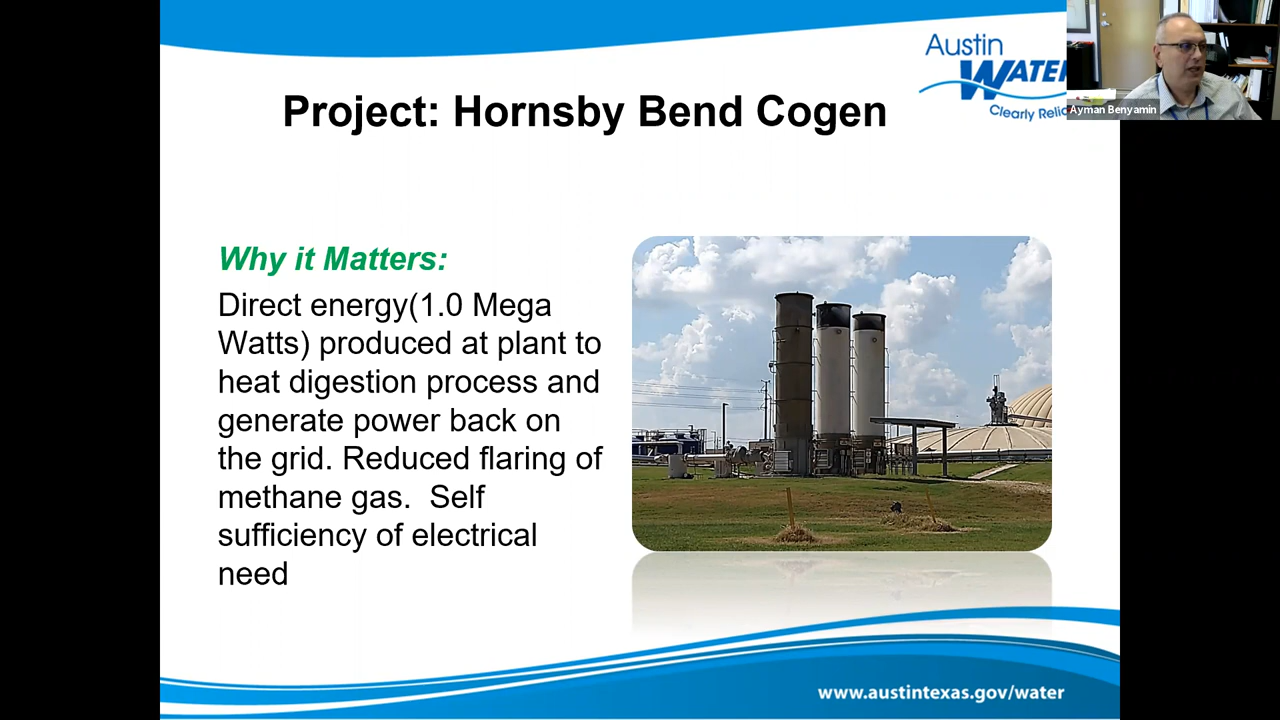 Austin
WATER
Clearly Relia
Ayman Benyamin
Project: Hornsby Bend Cogen
Why it Matters:
Direct energy(1.0 Mega
Watts) produced at plant to
heat digestion process and
generate power back on
the grid. Reduced flaring of
methane gas.  Self
sufficiency of electrical
need
www.austintexas.gov/water